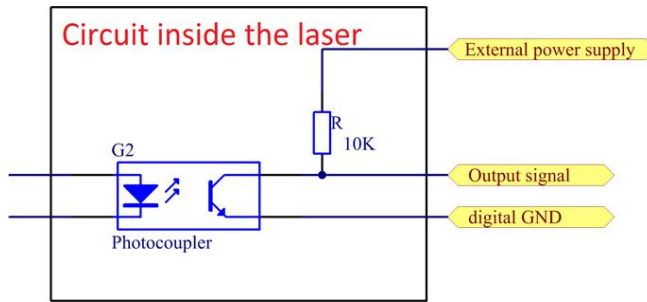 Circuit inside the laser
External power supply
R
10K
G2
Output signal
digital GND
Photocoupler